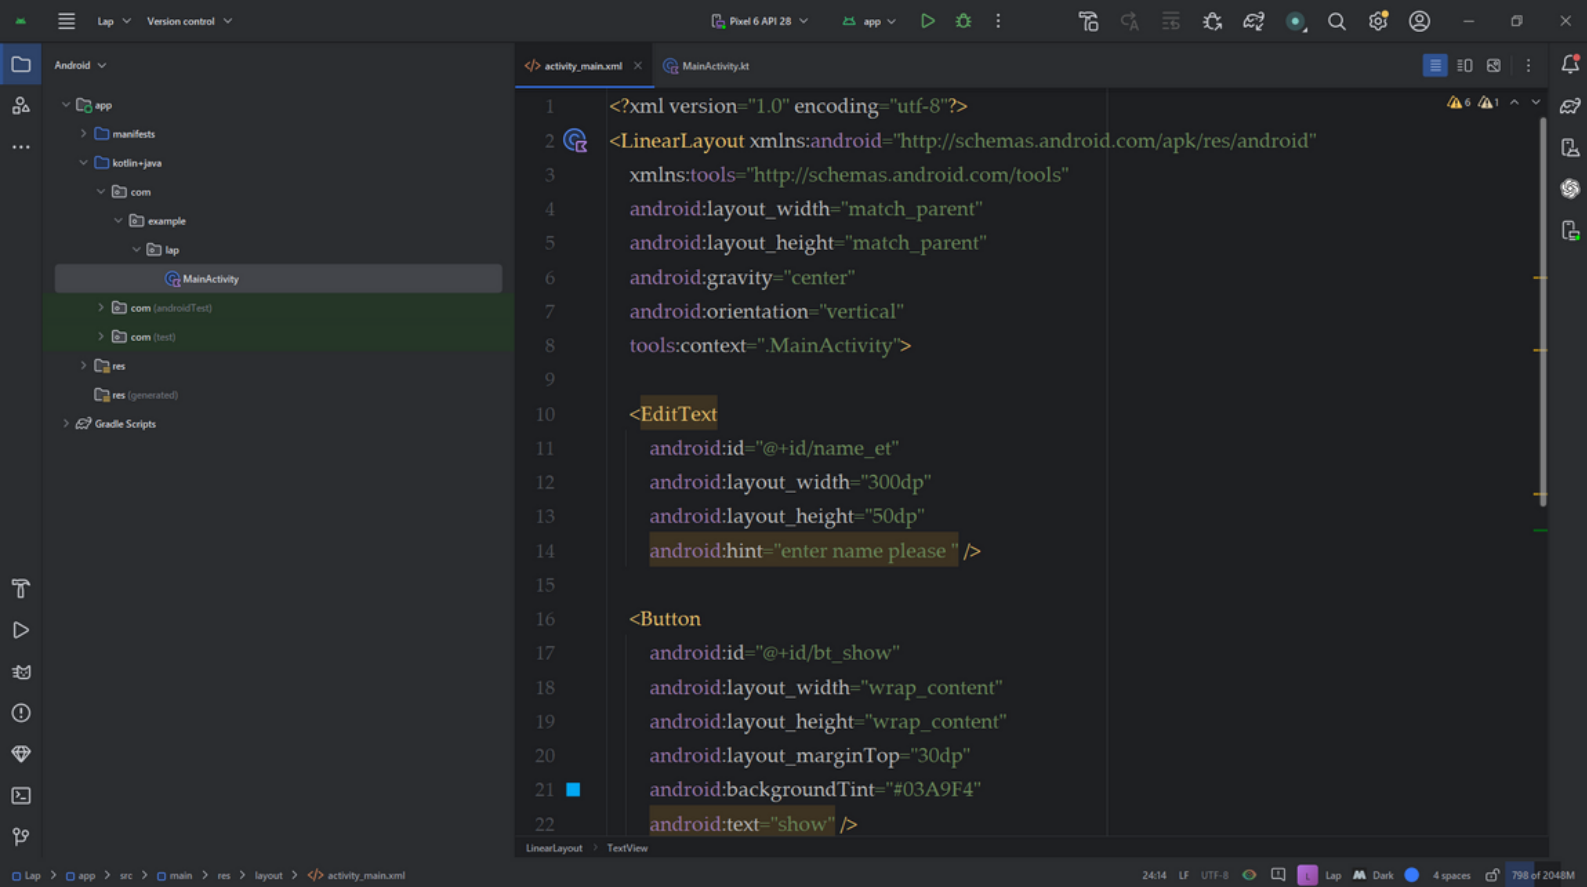 Lap
Version control
Pixel 6 API 28
app
Android
activity_main.xml
MainActivity.kt
app
manifests
kotlin+java
com
example
lap
MainActivity
com (androidTest)
com (test)
res
res (generated)
Gradle Scripts
6 1
1 <?xml version="1.0" encoding="utf-8"?>
2 <LinearLayout xmlns:android="http://schemas.android.com/apk/res/android"
3 xmlns:tools="http://schemas.android.com/tools"
4 android:layout_width="match_parent"
5 android:layout_height="match_parent"
6 android:gravity="center"
7 android:orientation="vertical"
8 tools:context=".MainActivity">
9
10 <EditText
11 android:id="@+id/name_et"
12 android:layout_width="300dp"
13 android:layout_height="50dp"
14 android:hint="enter name please " />
15
16 <Button
17 android:id="@+id/bt_show"
18 android:layout_width="wrap_content"
19 android:layout_height="wrap_content"
20 android:layout_marginTop="30dp"
21 android:backgroundTint="#03A9F4"
22 android:text="show" />
LinearLayout > TextView
Lap > app > src > main > res > layout > activity_main.xml
24:14 LF UTF-8 L Lap Dark 4 spaces 798 of 2048M